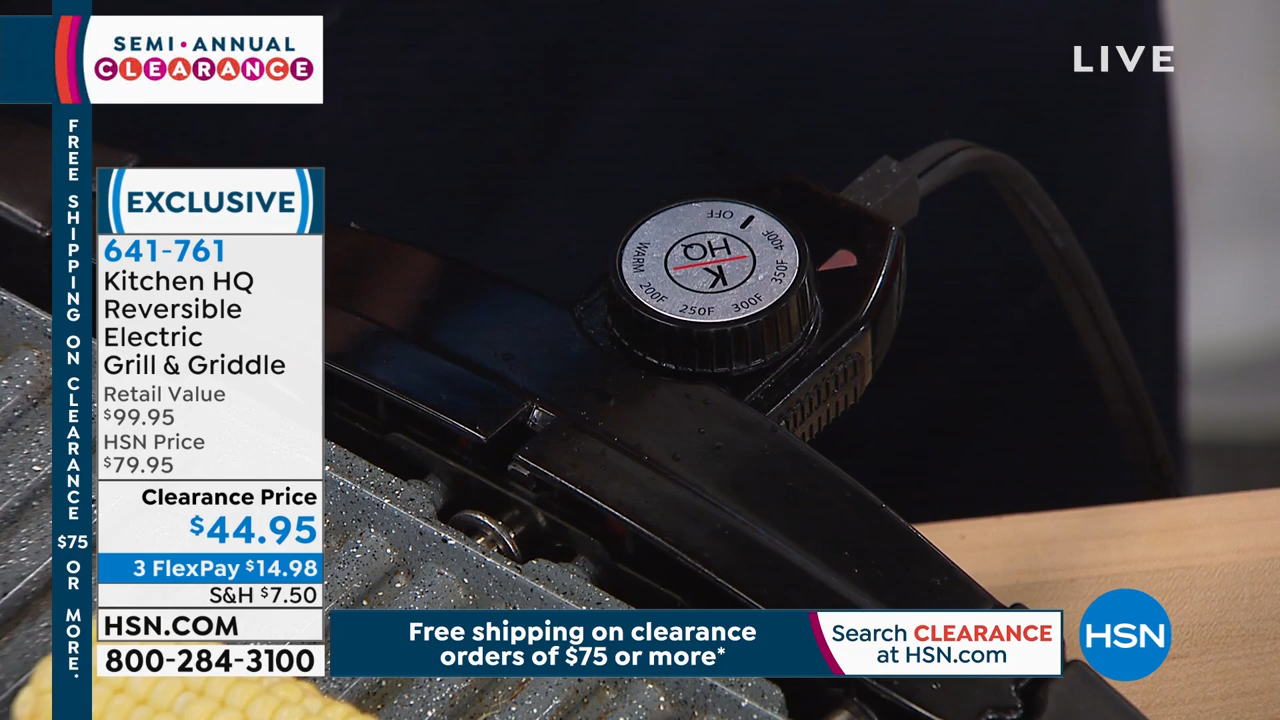 SEMI•ANNUAL
CLEARANCE
LIVE
FREE SHIPPING ON CLEARANCE $75 OR MORE.
EXCLUSIVE
641-761
Kitchen HQ
Reversible
Electric
Grill & Griddle
Retail Value
$99.95
HSN Price
$79.95
Clearance Price
$44.95
3 FlexPay $14.98
S&H $7.50
HSN.COM
800-284-3100
OFF
400F
350F
300F
250F
200F
WARM
K
HQ
Free shipping on clearance
orders of $75 or more*
Search CLEARANCE
at HSN.com
HSN